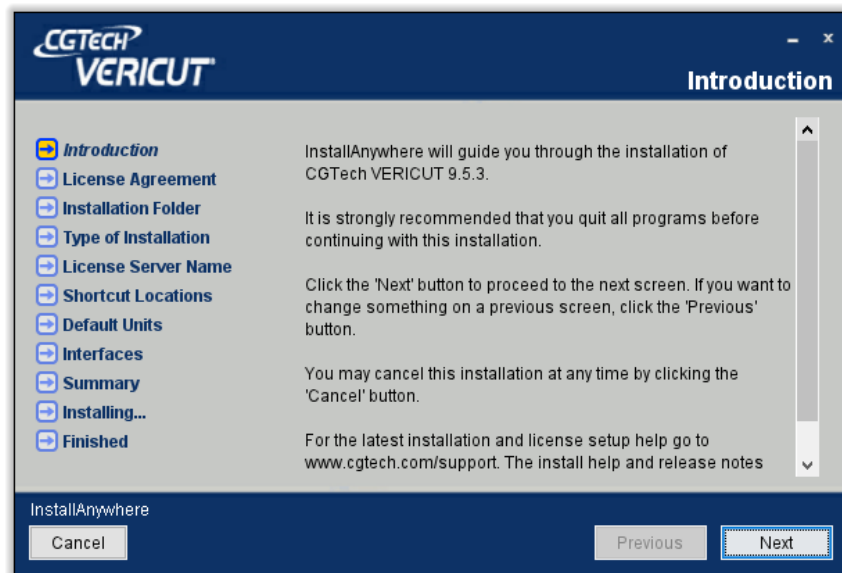 CGTECH
VERICUT
Introduction
Introduction
License Agreement
Installation Folder
Type of Installation
License Server Name
Shortcut Locations
Default Units
Interfaces
Summary
Installing...
Finished
InstallAnywhere will guide you through the installation of
CGTech VERICUT 9.5.3.
It is strongly recommended that you quit all programs before
continuing with this installation.
Click the 'Next' button to proceed to the next screen. If you want to
change something on a previous screen, click the 'Previous'
button.
You may cancel this installation at any time by clicking the
'Cancel' button.
For the latest installation and license setup help go to
www.cgtech.com/support. The install help and release notes
InstallAnywhere
Cancel
Previous
Next